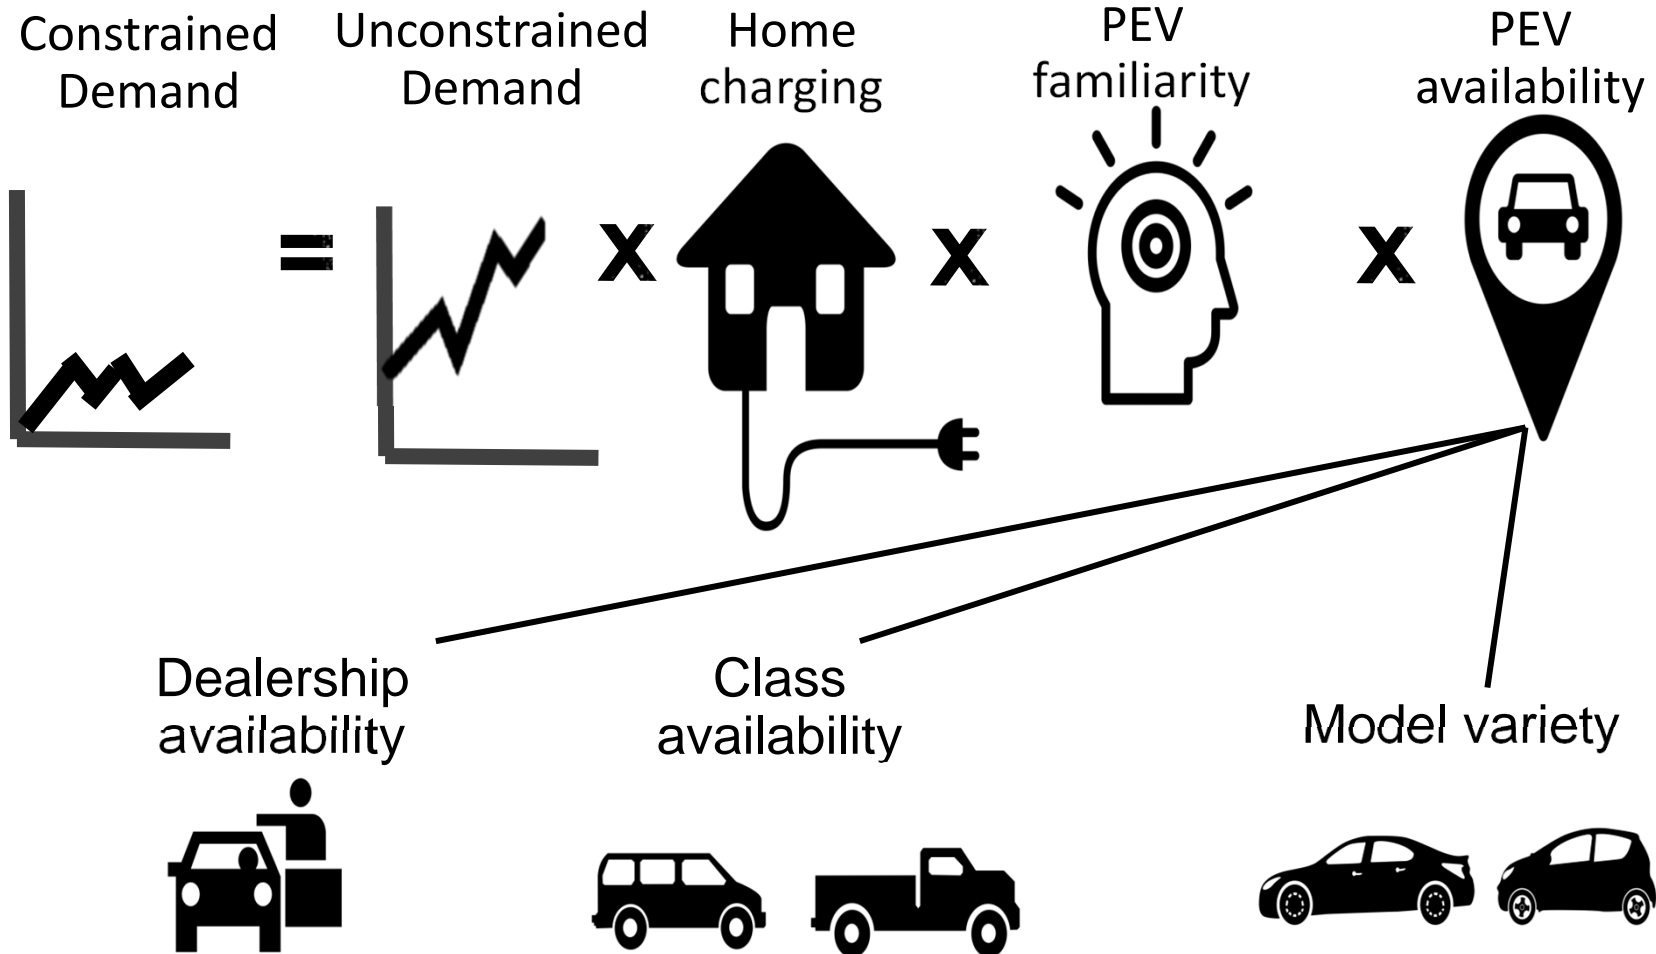 Constrained
Demand
=
Unconstrained
Demand
x
Home
charging
x
PEV
familiarity
x
PEV
availability
Dealership
availability
Class
availability
Model variety